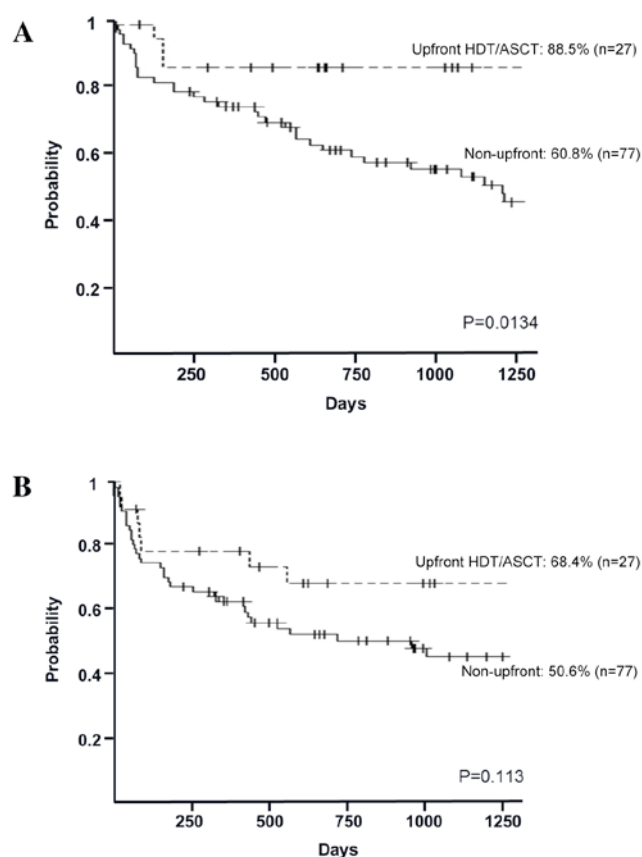 A
1
0.8
0.6
0.4
0.2
Probability
Upfront HDT/ASCT: 88.5% (n=27)
Non-upfront: 60.8% (n=77)
P=0.0134
250 500 750 1000 1250
Days
B
1
0.8
0.6
0.4
0.2
Probability
Upfront HDT/ASCT: 68.4% (n=27)
Non-upfront: 50.6% (n=77)
P=0.113
250 500 750 1000 1250
Days